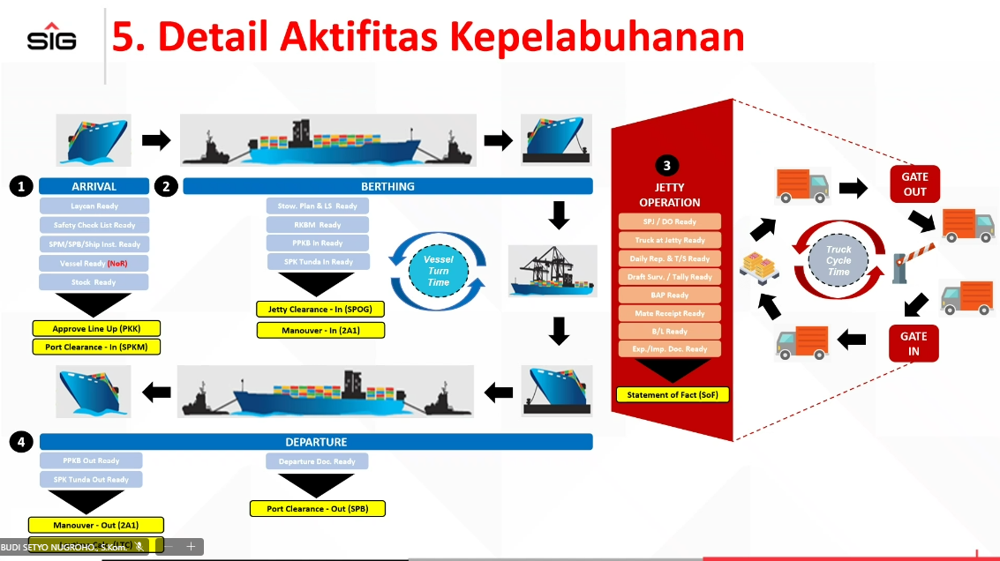 SIG
5. Detail Aktifitas Kepelabuhanan
1
ARRIVAL
Laycan Ready
Safety Check List Ready
SPM/SPB/Ship Inst. Ready
Vessel Ready (NoR)
Stock Ready
Approve Line Up (PKK)
Port Clearance - In (SPKM)
2
BERTHING
Stow. Plan & LS Ready
RKBM Ready
PPKB In Ready
SPK Tunda In Ready
Jetty Clearance - In (SPOG)
Manouver - In (2A1)
Vessel
Turn
Time
3
JETTY
OPERATION
SPJ / DO Ready
Truck at Jetty Ready
Daily Rep. & T/S Ready
Draft Surv. / Tally Ready
BAP Ready
Mate Receipt Ready
B/L Ready
Exp./Imp. Doc. Ready
Statement of Fact (SoF)
GATE
OUT
Truck
Cycle
Time
GATE
IN
4
DEPARTURE
PPKB Out Ready
SPK Tunda Out Ready
Manouver - Out (2A1)
Departure Doc. Ready
Port Clearance - Out (SPB)
BUDI SETYO NUGROHO., S.Kom.